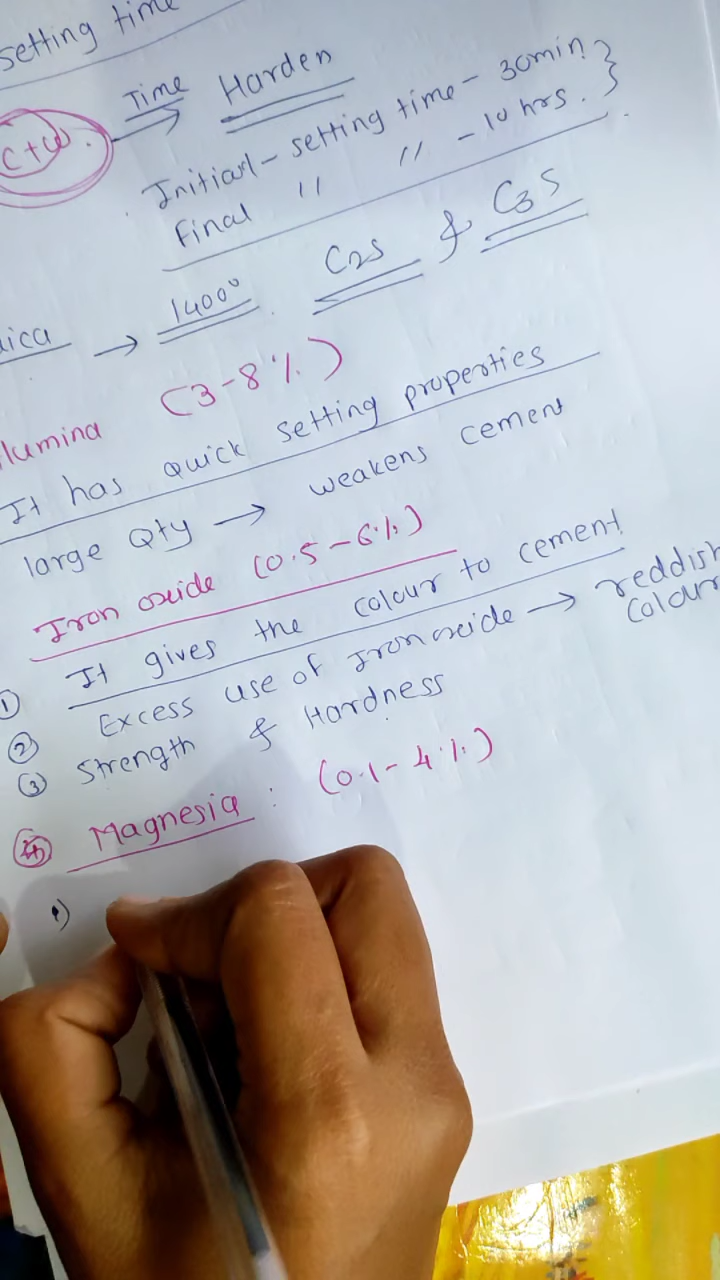 setting time
C+W. Time Harden
Initial - setting time - 30min }
Final " " - 10 hrs.
→ 1400° C2S & C3S
(3-8%)
It has quick setting properties
large Qty → weakens cement
Iron oxide (0.5-6%)
① It gives the colour to cement
② Excess use of Iron oxide → reddish colour
③ Strength & Hardness
④ Magnesia : (0.1-4%)
1)